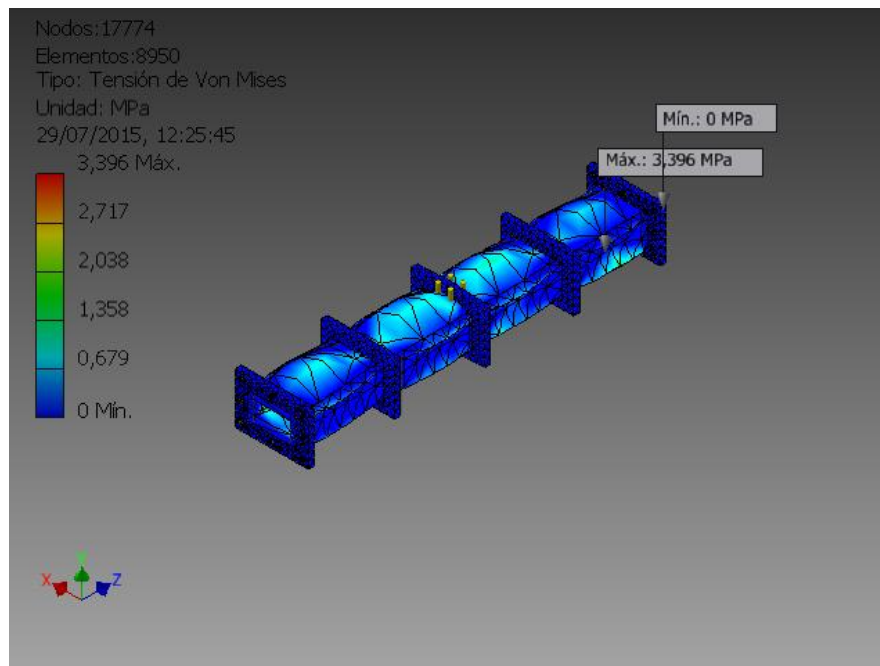 Nodos:17774
Elementos:8950
Tipo: Tensión de Von Mises
Unidad: MPa
29/07/2015, 12:25:45
3,396 Máx.
2,717
2,038
1,358
0,679
0 Mín.
Mín.: 0 MPa
Máx.: 3,396 MPa
X
Y
Z